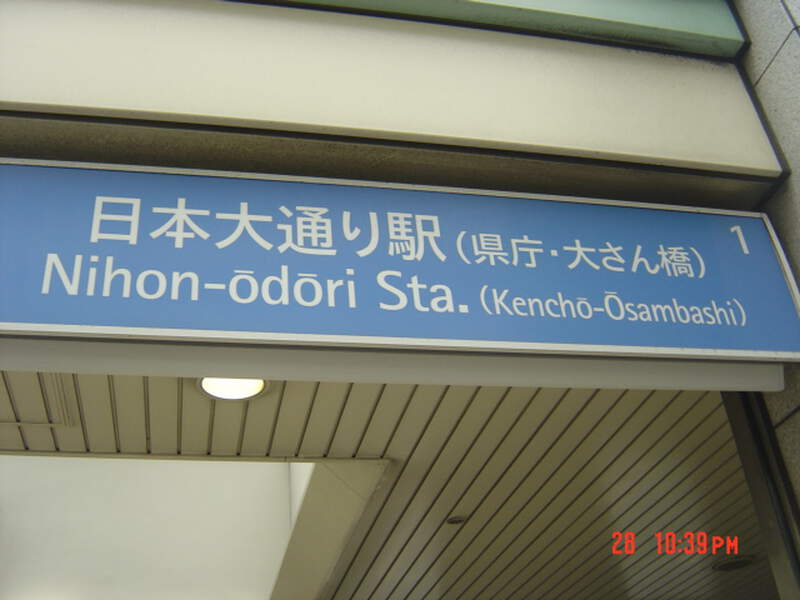 日本大通り駅(県庁・大さん橋) 1
Nihon-ōdōri Sta. (Kenchō-Ōsambashi)
28 10:39PM